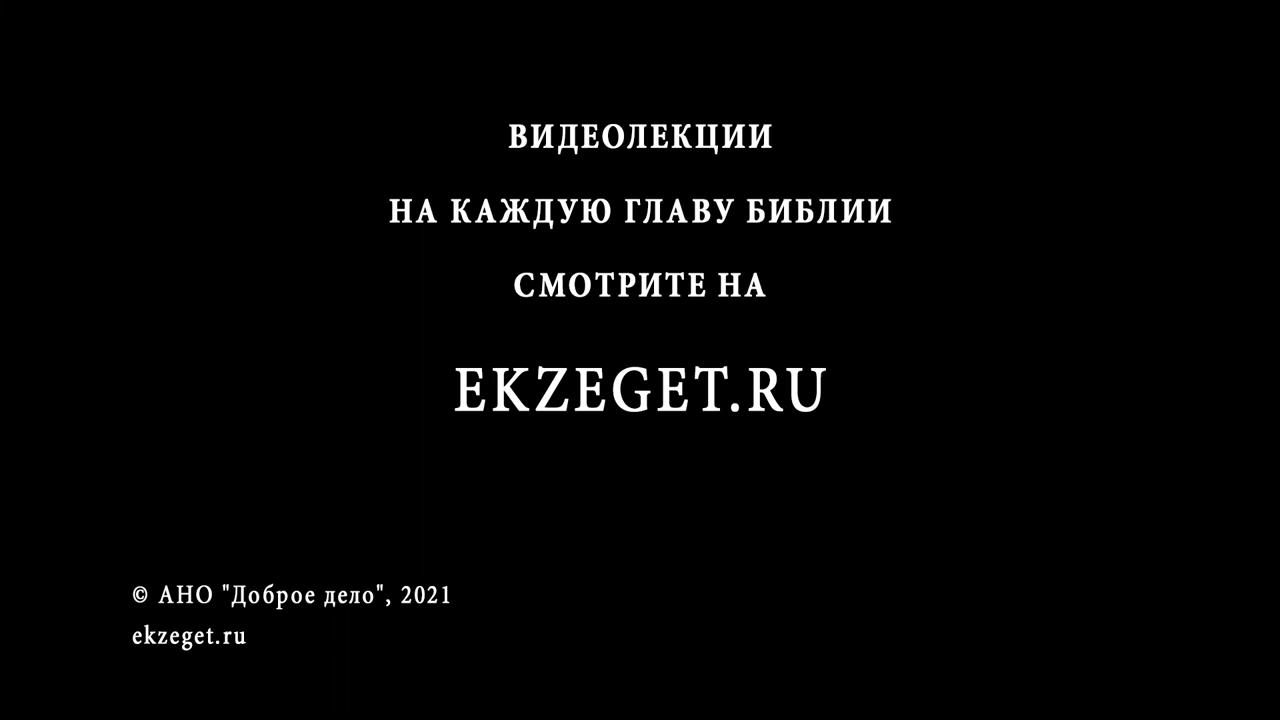 ВИДЕОЛЕКЦИИ
НА КАЖДУЮ ГЛАВУ БИБЛИИ
СМОТРИТЕ НА
EKZEGET.RU
© АНО "Доброе дело", 2021
ekzeget.ru